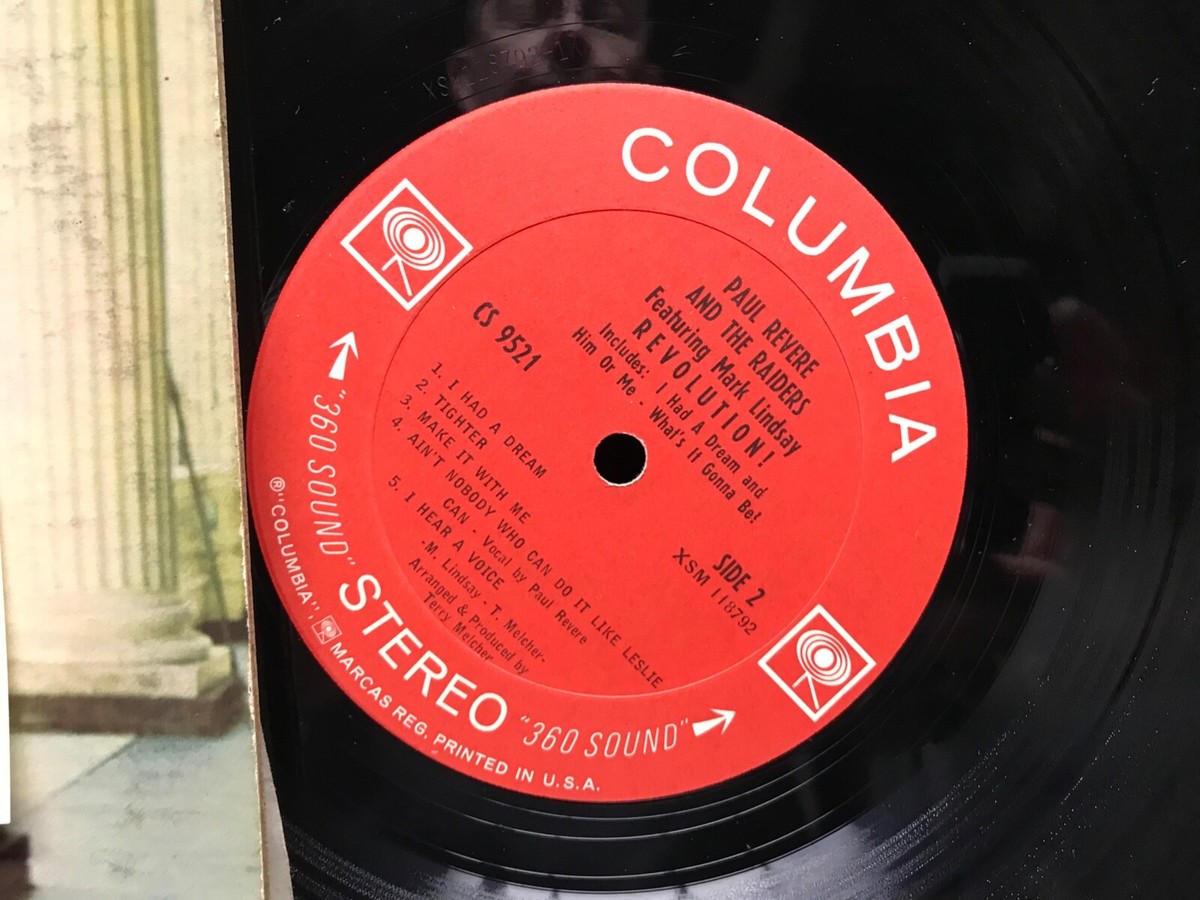 COLUMBIA
PAUL REVERE
AND THE RAIDERS
Featuring Mark Lindsay
REVOLUTION!
Includes: I Had A Dream and
Him Or Me - What's It Gonna Be?
CS 9521
SIDE 2
XSM 118792
1. I HAD A DREAM
2. TIGHTER
3. MAKE IT WITH ME
4. AIN'T NOBODY WHO CAN DO IT LIKE LESLIE
CAN - Vocal by Paul Revere
5. I HEAR A VOICE
-M. Lindsay - T. Melcher-
Arranged & Produced by
Terry Melcher
"360 SOUND" STEREO "360 SOUND"
Ⓡ"COLUMBIA", MARCAS REG. PRINTED IN U.S.A.